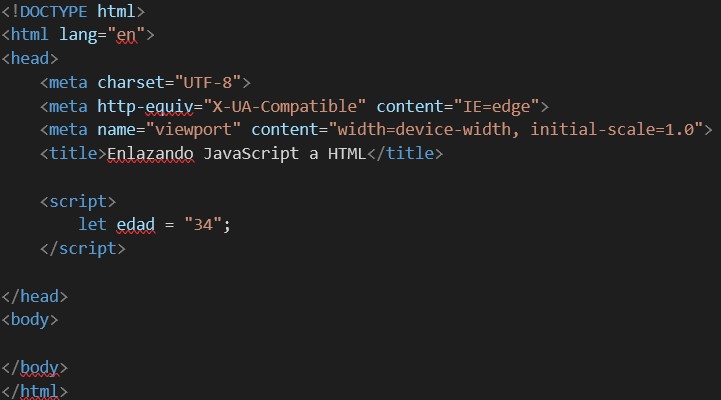 <!DOCTYPE html>
<html lang="en">
<head>
    <meta charset="UTF-8">
    <meta http-equiv="X-UA-Compatible" content="IE=edge">
    <meta name="viewport" content="width=device-width, initial-scale=1.0">
    <title>Enlazando JavaScript a HTML</title>
    <script>
        let edad = "34";
    </script>
</head>
<body>
</body>
</html>